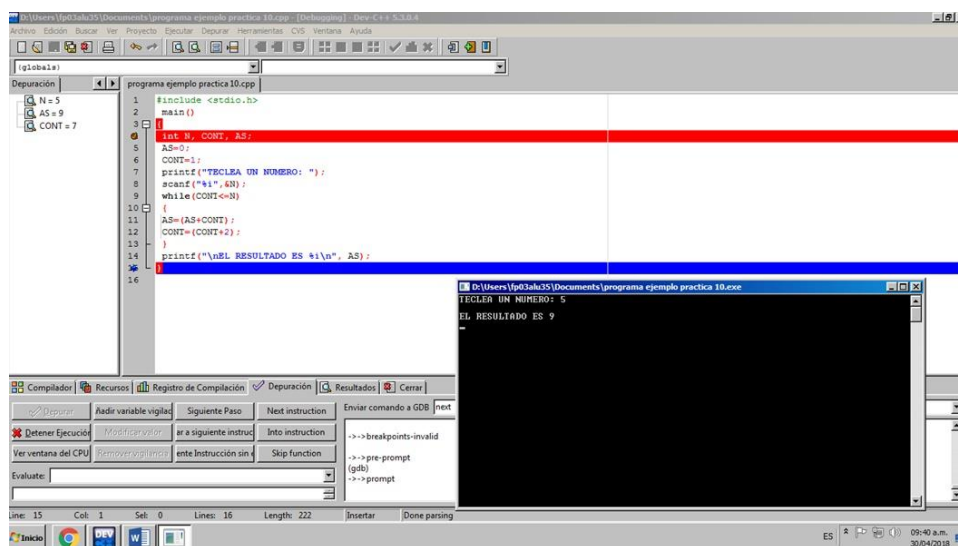 D:\Users\fp03alu35\Documents\programa ejemplo practica 10.cpp - [Debugging] - Dev-C++ 5.3.0.4
Archivo Edición Buscar Ver Proyecto Ejecutar Depurar Herramientas CVS Ventana Ayuda
(globals)
Depuración
programa ejemplo practica 10.cpp
N = 5
AS = 9
CONT = 7
1 #include <stdio.h>
2 main()
3 {
int N, CONT, AS;
5 AS=0;
6 CONT=1;
7 printf("TECLEA UN NUMERO: ");
8 scanf("%i",&N);
9 while(CONT<=N)
10 {
11 AS=(AS+CONT);
12 CONT=(CONT+2);
13 }
14 printf("\nEL RESULTADO ES %i\n", AS);
}
16
D:\Users\fp03alu35\Documents\programa ejemplo practica 10.exe
TECLEA UN NUMERO: 5
EL RESULTADO ES 9
Compilador Recursos Registro de Compilación Depuración Resultados Cerrar
Depurar Añadir variable vigilad Siguiente Paso Next instruction
Enviar comando a GDB next
Detener Ejecución Modificar valor ar a siguiente instruc Into instruction
Ver ventana del CPU Remover vigilancia ente Instrucción sin Skip function
Evaluate:
->->breakpoints-invalid
->->pre-prompt
(gdb)
->->prompt
Line: 15 Col: 1 Sel: 0 Lines: 16 Length: 222 Insertar Done parsing
Inicio
DEV
ES
09:40 a.m.
30/04/2018